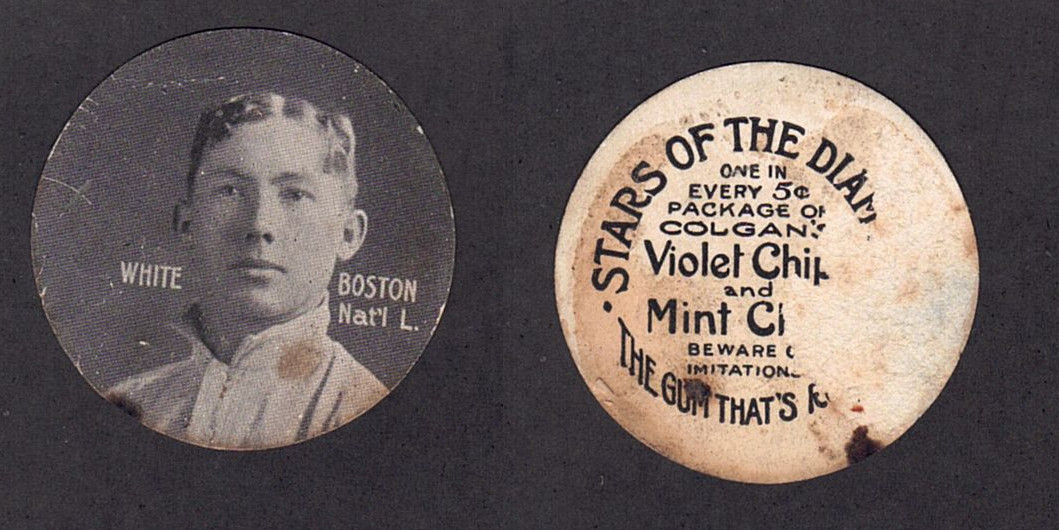 WHITE
BOSTON
Nat'l L.
• STARS OF THE DIAM
ONE IN
EVERY 5¢
PACKAGE OF
COLGAN'S
Violet Chip
and
Mint Ch
BEWARE O
IMITATION
THE GUM THAT'S R